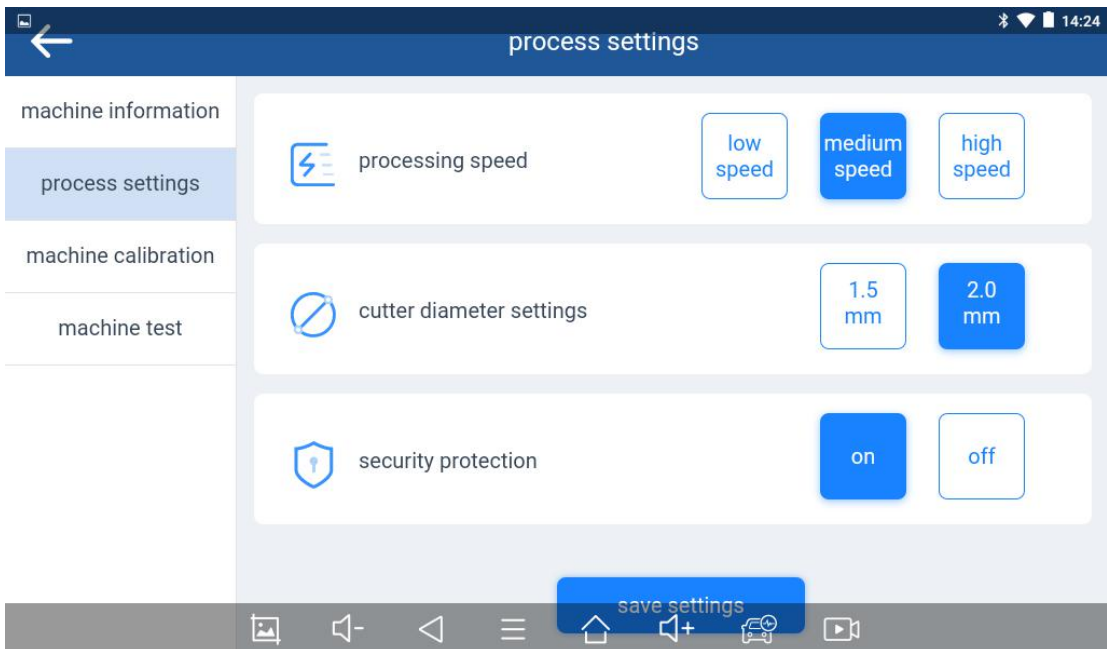 14:24
process settings
machine information
process settings
machine calibration
machine test
processing speed
low
speed
medium
speed
high
speed
cutter diameter settings
1.5
mm
2.0
mm
security protection
on
off
save settings